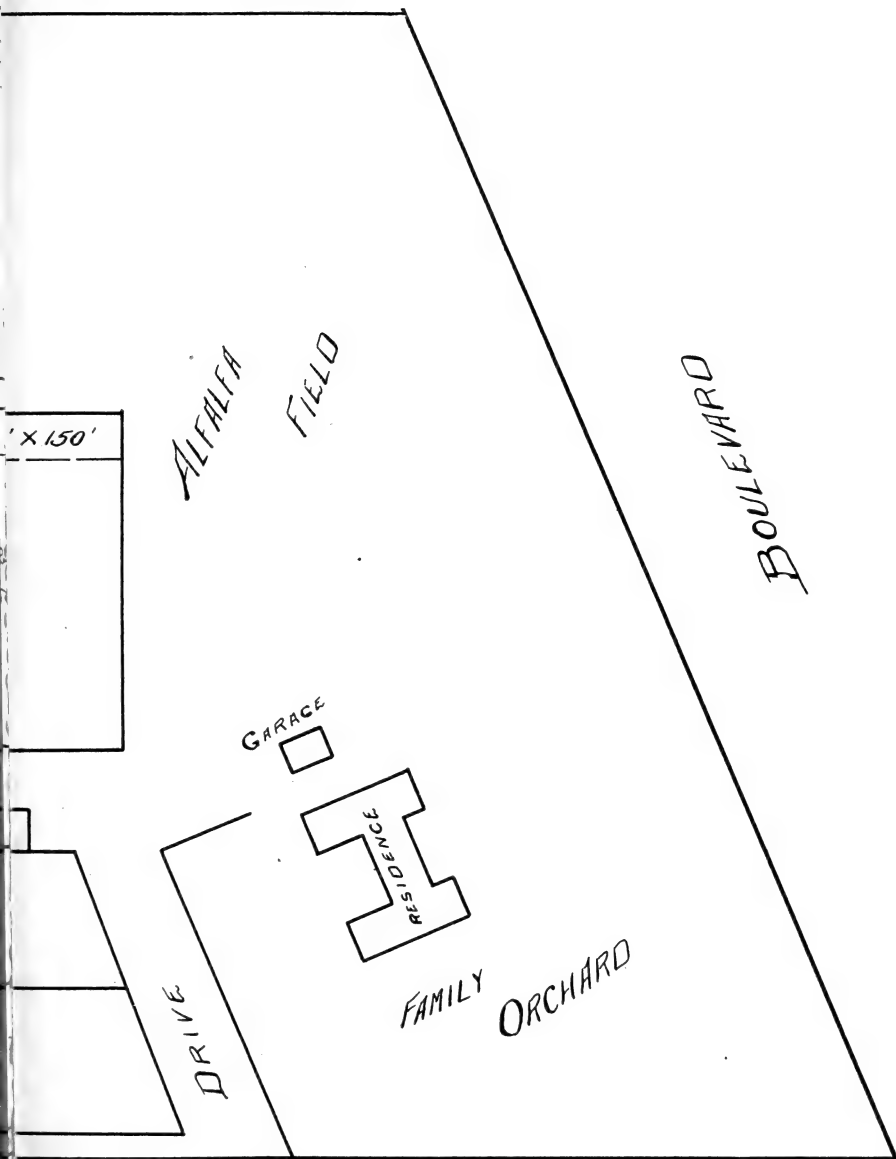 ALFALFA FIELD
BOULEVARD
' X 150'
GARAGE
RESIDENCE
FAMILY ORCHARD
DRIVE